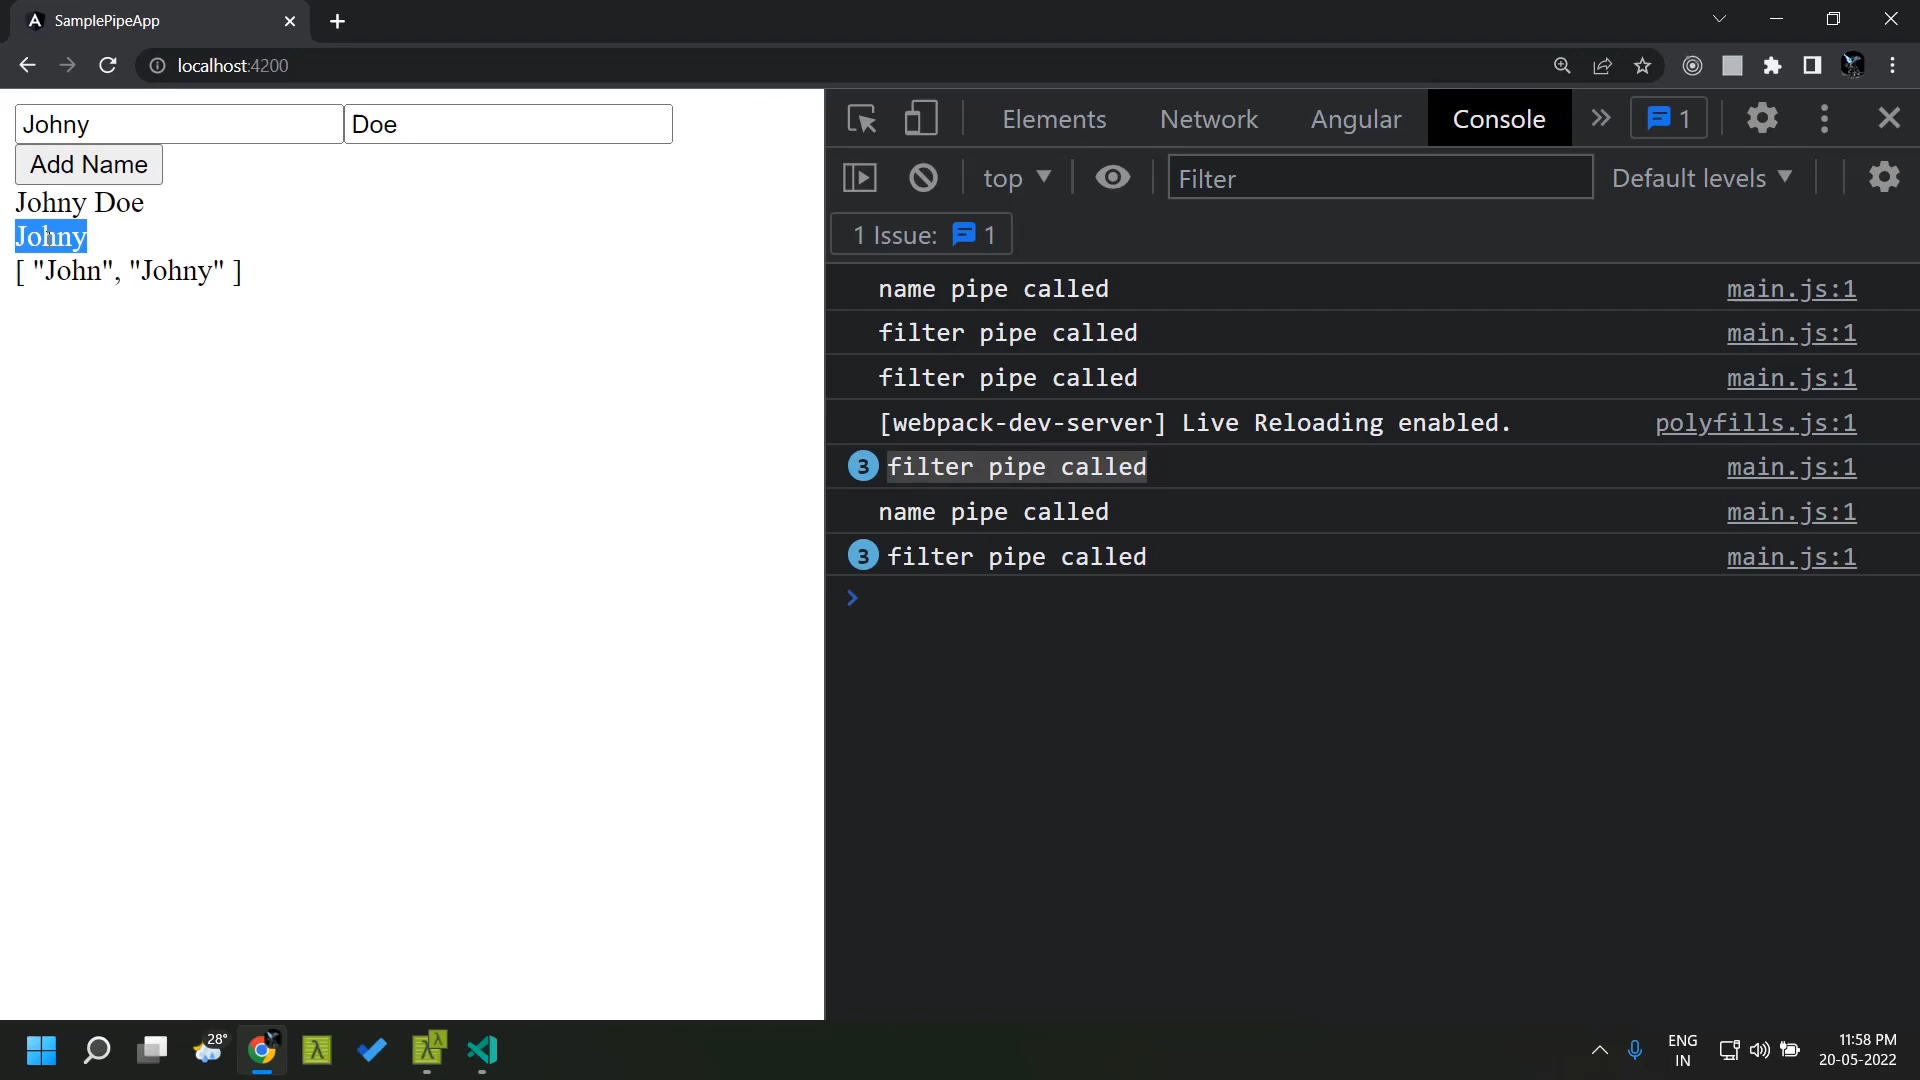 SamplePipeApp
localhost:4200
Johny Doe
Add Name
Johny Doe
Johny
[ "John", "Johny" ]
Elements Network Angular Console 1
top Filter Default levels
1 Issue: 1
name pipe called main.js:1
filter pipe called main.js:1
filter pipe called main.js:1
[webpack-dev-server] Live Reloading enabled. polyfills.js:1
3 filter pipe called main.js:1
name pipe called main.js:1
3 filter pipe called main.js:1
28°
ENG
IN
11:58 PM
20-05-2022